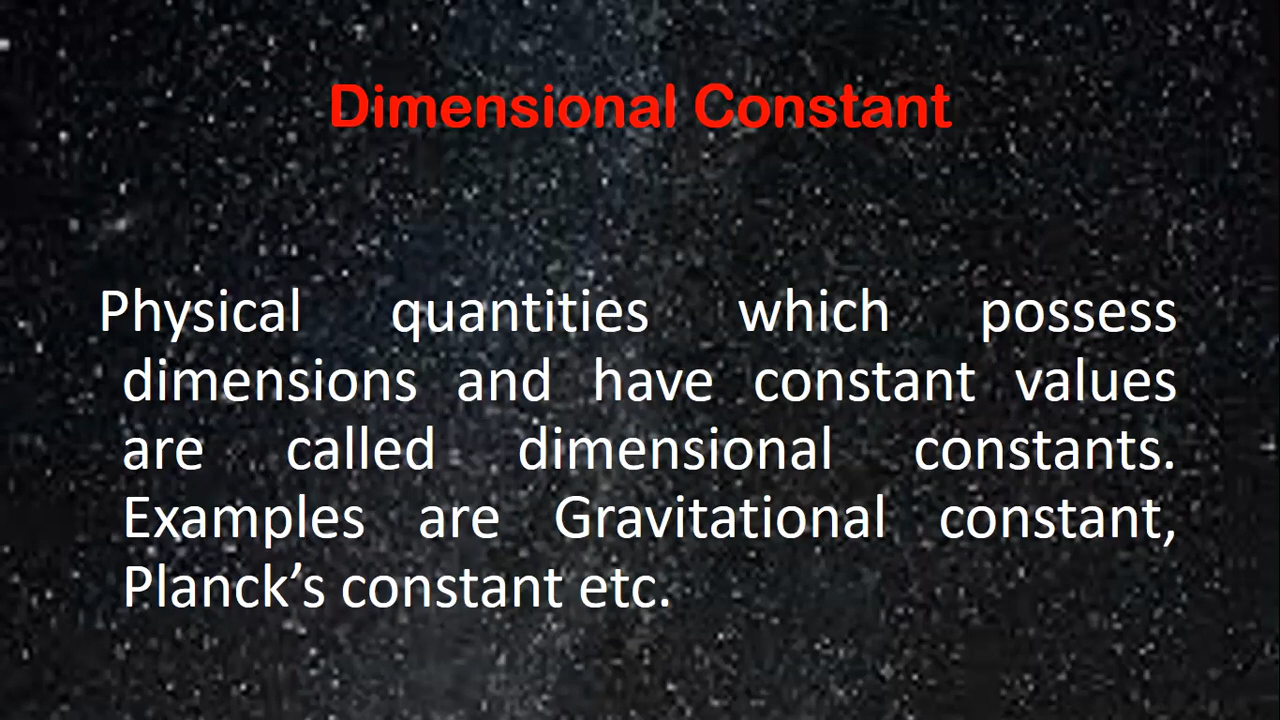 Dimensional Constant
Physical quantities which possess
dimensions and have constant values
are called dimensional constants.
Examples are Gravitational constant,
Planck’s constant etc.